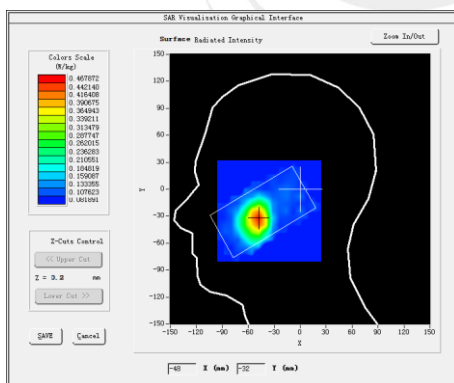 SAR Visualisation Graphical Interface
Surface Radiated Intensity
Zoom In/Out
Colors Scale
(W/kg)
0.467872
0.442140
0.416408
0.390675
0.364943
0.339211
0.313479
0.287747
0.262015
0.236283
0.210551
0.184819
0.159087
0.133355
0.107623
0.081891
Z-Cuts Control
<< Upper Cut
Z = 3.2 mm
Lower Cut >>
SAVE Cancel
150
120
90
60
30
Y 0
-30
-60
-90
-120
-150
-150 -120 -90 -60 -30 0 30 60 90 120 150
X
-48 X (mm) -32 Y (mm)